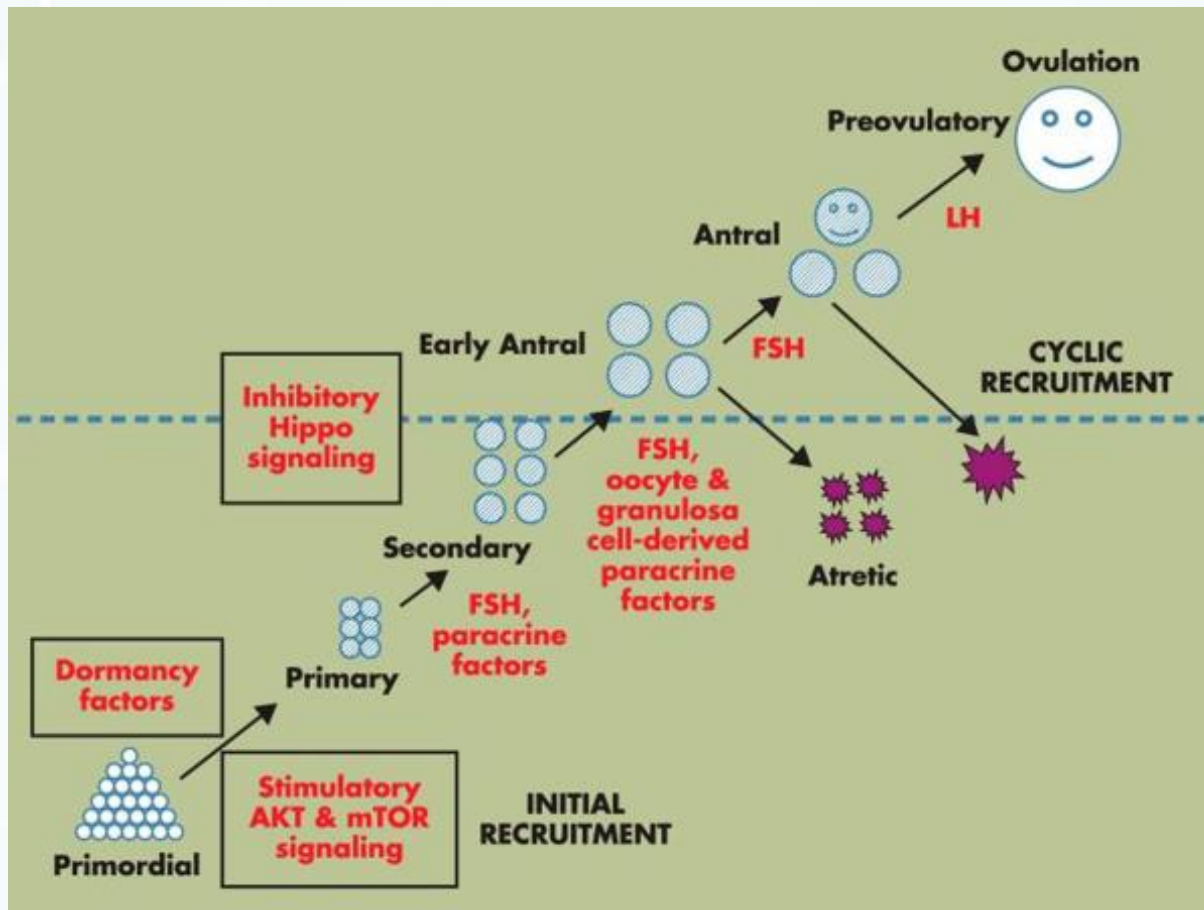 Ovulation
Preovulatory
LH
Antral
Early Antral
FSH
CYCLIC
RECRUITMENT
Inhibitory
Hippo
signaling
FSH,
oocyte &
granulosa
cell-derived
paracrine
factors
Secondary
Atretic
FSH,
paracrine
factors
Primary
Dormancy
factors
Stimulatory
AKT & mTOR
signaling
INITIAL
RECRUITMENT
Primordial